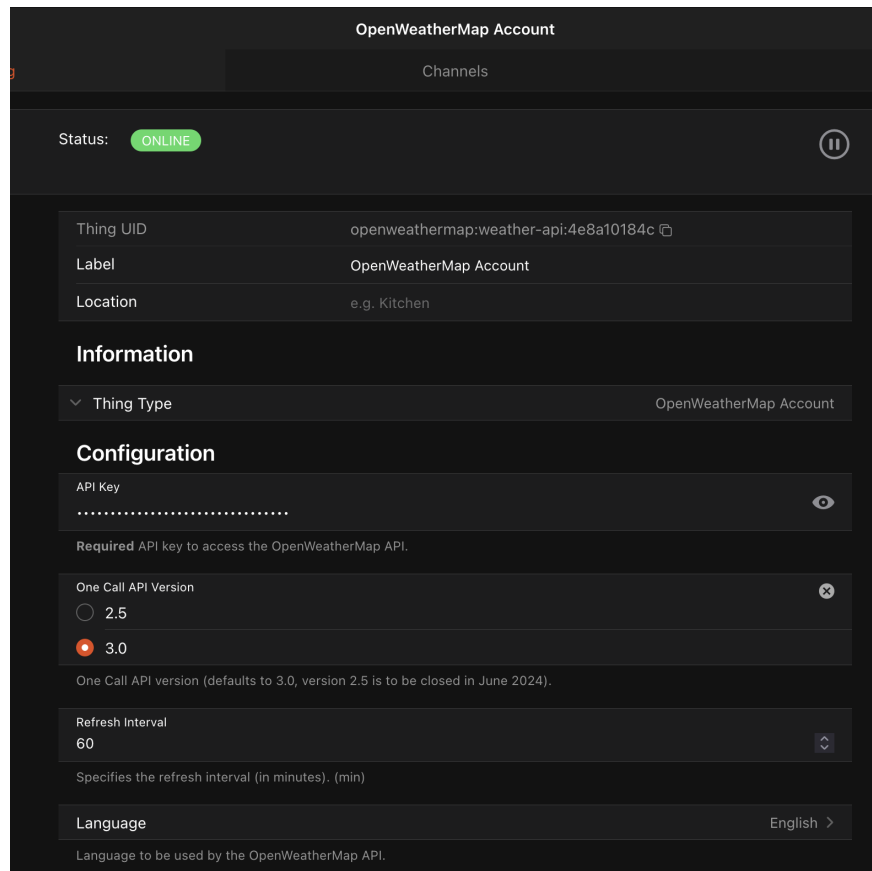 OpenWeatherMap Account
g
Channels
Status: ONLINE
Thing UID openweathermap:weather-api:4e8a10184c
Label OpenWeatherMap Account
Location e.g. Kitchen
Information
Thing Type OpenWeatherMap Account
Configuration
API Key
································
Required API key to access the OpenWeatherMap API.
One Call API Version
2.5
3.0
One Call API version (defaults to 3.0, version 2.5 is to be closed in June 2024).
Refresh Interval
60
Specifies the refresh interval (in minutes). (min)
Language English
Language to be used by the OpenWeatherMap API.